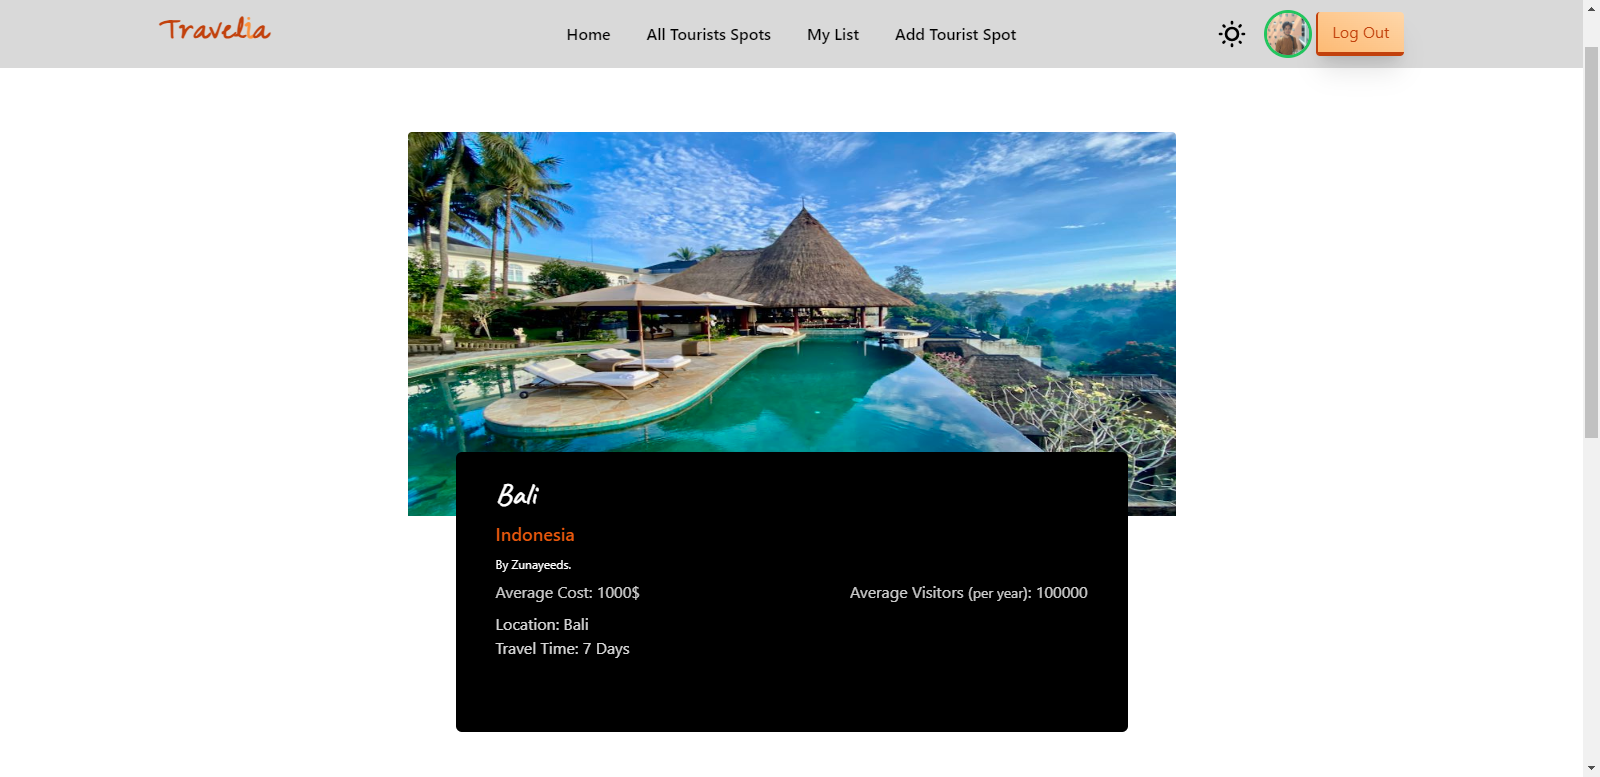 Travelia
Home All Tourists Spots My List Add Tourist Spot
Log Out
Bali
Indonesia
By Zunayeeds.
Average Cost: 1000$ Average Visitors (per year): 100000
Location: Bali
Travel Time: 7 Days